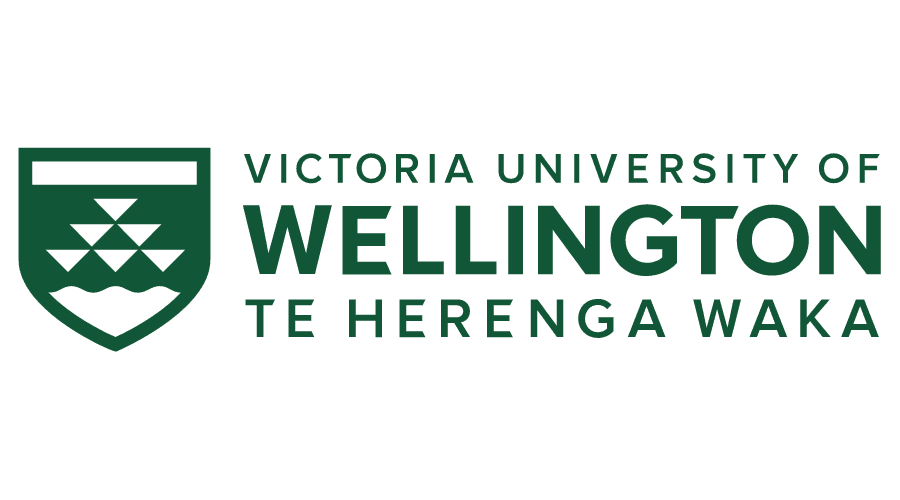 VICTORIA UNIVERSITY OF
WELLINGTON
TE HERENGA WAKA